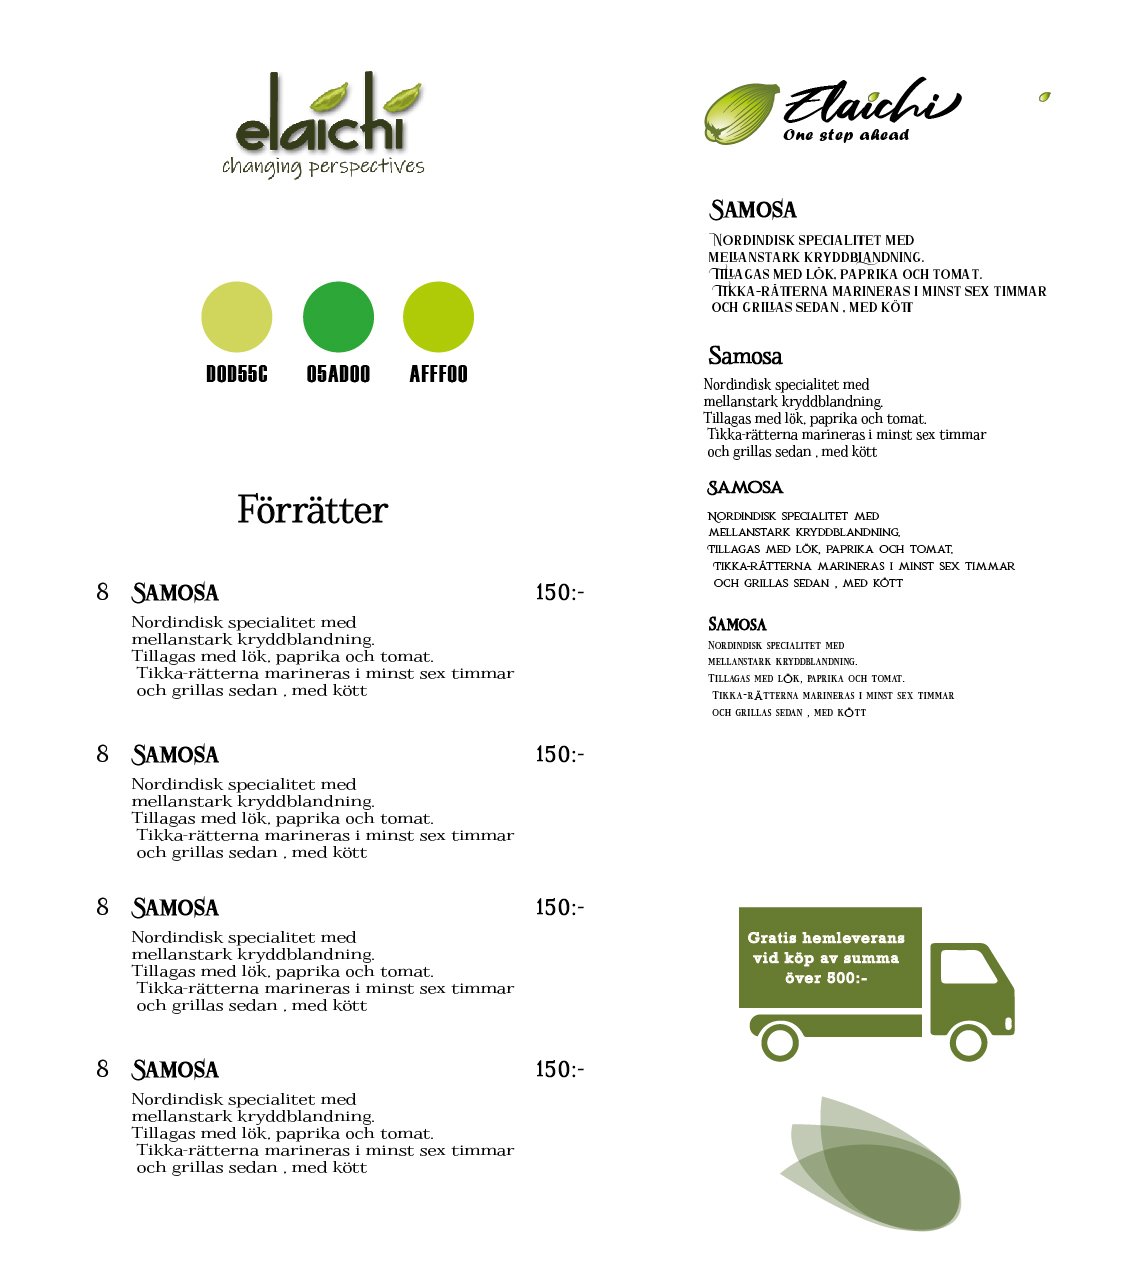 elaichi
changing perspectives
D0D55C
05AD00
AFFF00
Förrätter
8 Samosa 150:-
Nordindisk specialitet med
mellanstark kryddblandning.
Tillagas med lök, paprika och tomat.
Tikka-rätterna marineras i minst sex timmar
och grillas sedan , med kött
8 Samosa 150:-
Nordindisk specialitet med
mellanstark kryddblandning.
Tillagas med lök, paprika och tomat.
Tikka-rätterna marineras i minst sex timmar
och grillas sedan , med kött
8 Samosa 150:-
Nordindisk specialitet med
mellanstark kryddblandning.
Tillagas med lök, paprika och tomat.
Tikka-rätterna marineras i minst sex timmar
och grillas sedan , med kött
8 Samosa 150:-
Nordindisk specialitet med
mellanstark kryddblandning.
Tillagas med lök, paprika och tomat.
Tikka-rätterna marineras i minst sex timmar
och grillas sedan , med kött
Elaichi
One step ahead
Samosa
Nordindisk specialitet med
mellanstark kryddblandning.
Tillagas med lök, paprika och tomat.
Tikka-rätterna marineras i minst sex timmar
och grillas sedan , med kött
Samosa
Nordindisk specialitet med
mellanstark kryddblandning.
Tillagas med lök, paprika och tomat.
Tikka-rätterna marineras i minst sex timmar
och grillas sedan , med kött
Samosa
Nordindisk specialitet med
mellanstark kryddblandning.
Tillagas med lök, paprika och tomat.
Tikka-rätterna marineras i minst sex timmar
och grillas sedan , med kött
Samosa
Nordindisk specialitet med
mellanstark kryddblandning.
Tillagas med lök, paprika och tomat.
Tikka-rätterna marineras i minst sex timmar
och grillas sedan , med kött
Gratis hemleverans
vid köp av summa
över 500:-